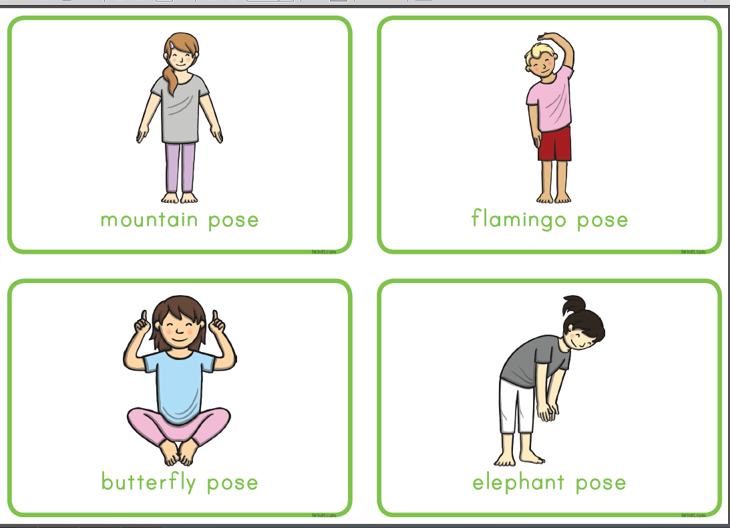 mountain pose
flamingo pose
butterfly pose
elephant pose